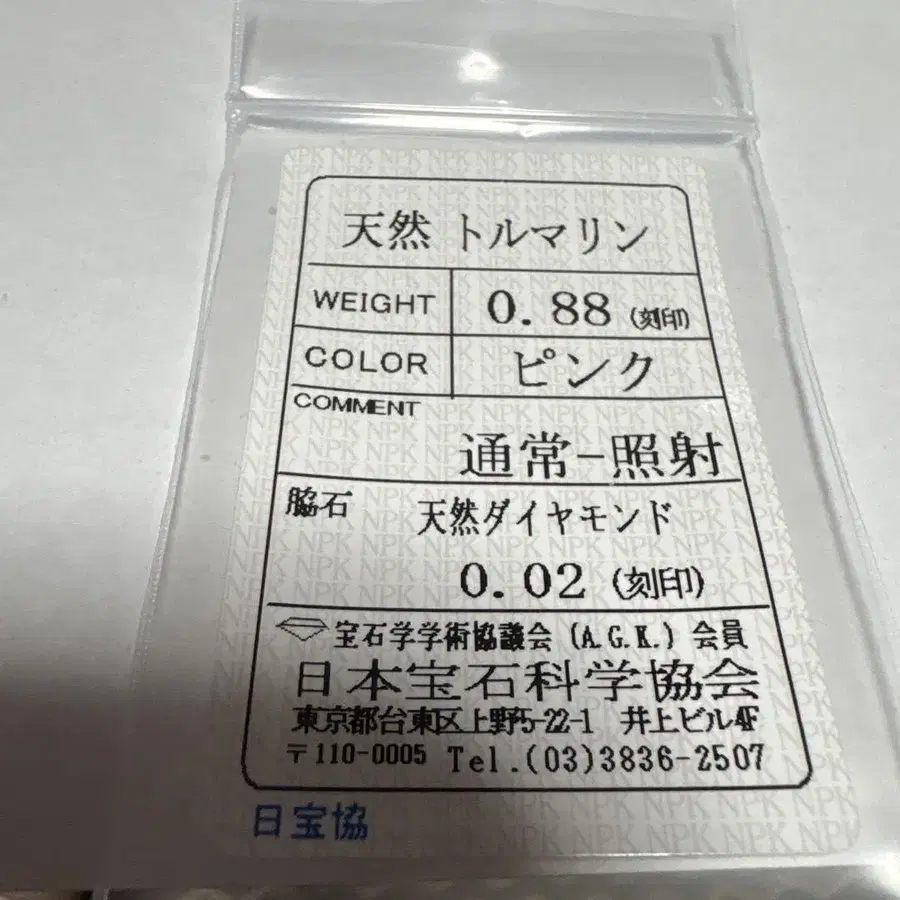 天然 トルマリン
WEIGHT 0.88 (刻印)
COLOR ピンク
COMMENT
通常-照射
脇石 天然ダイヤモンド
0.02 (刻印)
宝石学学術協議会 (A.G.K.) 会員
日本宝石科学協会
東京都台東区上野5-22-1 井上ビル4F
〒110-0005 Tel.(03)3836-2507
日宝協